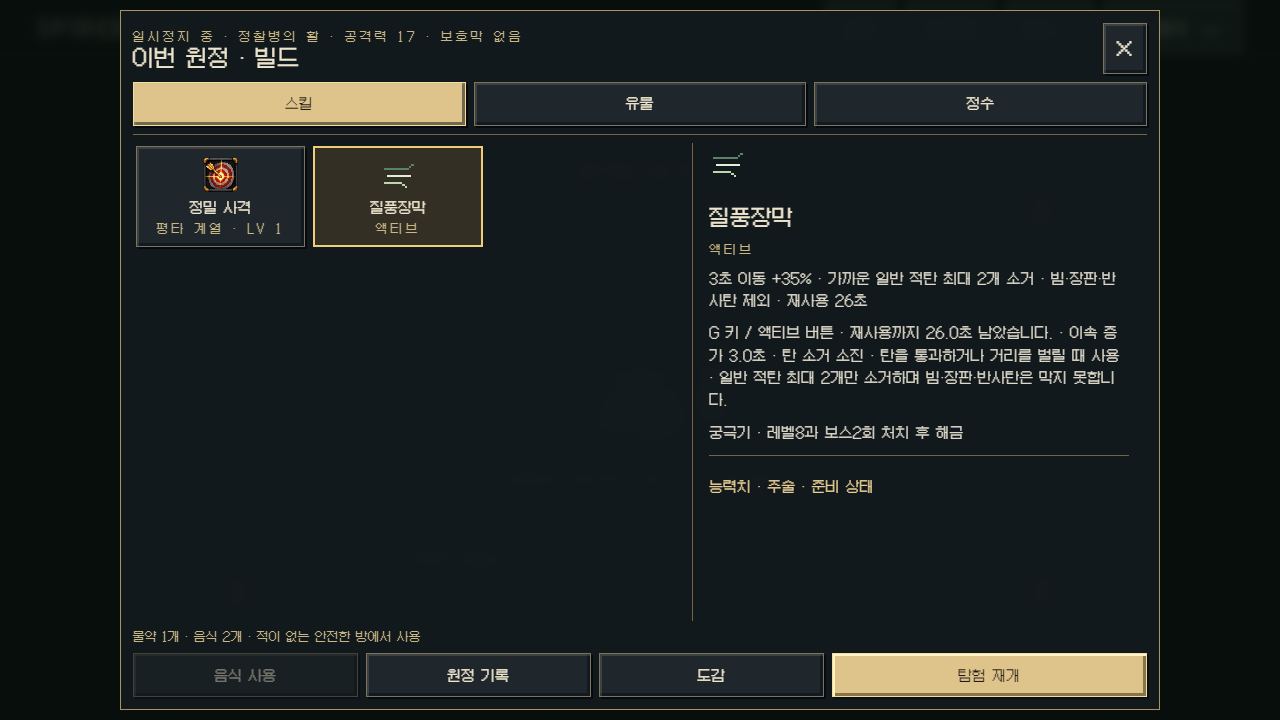 일시정지 중 · 정찰병의 활 · 공격력 17 · 보호막 없음
이번 원정 · 빌드
×
스킬
유물
정수
정밀 사격
평타 계열 · LV 1
질풍장막
액티브
질풍장막
액티브
3초 이동 +35% · 가까운 일반 적탄 최대 2개 소거 · 빔·장판·반
사탄 제외 · 재사용 26초
G 키 / 액티브 버튼 · 재사용까지 26.0초 남았습니다. · 이속 증
가 3.0초 · 탄 소거 소진 · 탄을 통과하거나 거리를 벌릴 때 사용
· 일반 적탄 최대 2개만 소거하며 빔·장판·반사탄은 막지 못합니
다.
궁극기 · 레벨8과 보스2회 처치 후 해금
능력치 · 주술 · 준비 상태
물약 1개 · 음식 2개 · 적이 없는 안전한 방에서 사용
음식 사용
원정 기록
도감
탐험 재개